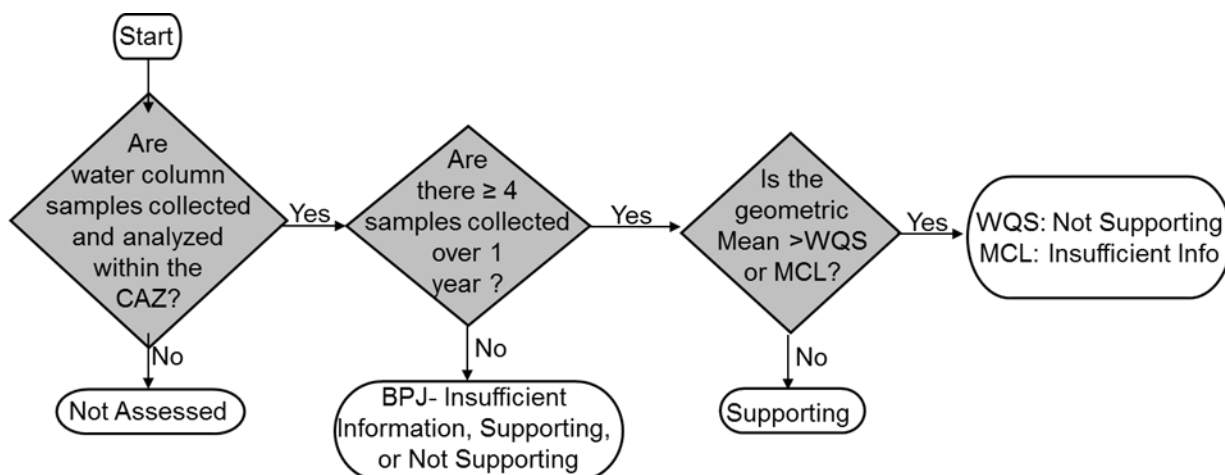 Start
Are
water column
samples collected
and analyzed
within the
CAZ?
Yes
No
Not Assessed
Are
there ≥ 4
samples collected
over 1
year ?
Yes
No
BPJ- Insufficient
Information, Supporting,
or Not Supporting
Is the
geometric
Mean >WQS
or MCL?
Yes
No
Supporting
WQS: Not Supporting
MCL: Insufficient Info